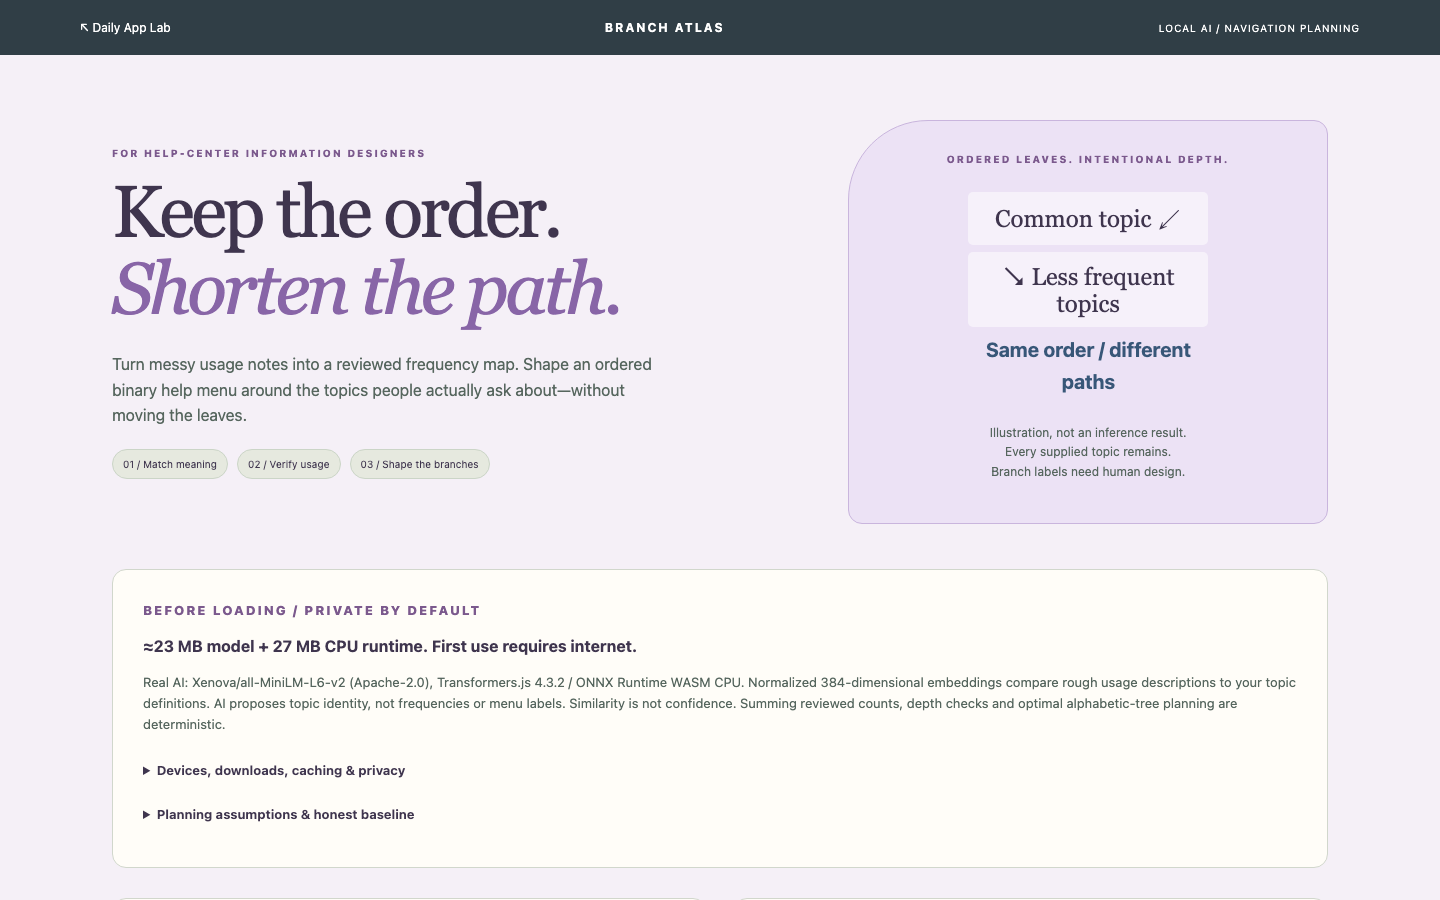 ↖ Daily App Lab
BRANCH ATLAS
LOCAL AI / NAVIGATION PLANNING
FOR HELP-CENTER INFORMATION DESIGNERS
Keep the order.
Shorten the path.
Turn messy usage notes into a reviewed frequency map. Shape an ordered
binary help menu around the topics people actually ask about—without
moving the leaves.
01 / Match meaning
02 / Verify usage
03 / Shape the branches
ORDERED LEAVES. INTENTIONAL DEPTH.
Common topic ↙
↘ Less frequent
topics
Same order / different
paths
Illustration, not an inference result.
Every supplied topic remains.
Branch labels need human design.
BEFORE LOADING / PRIVATE BY DEFAULT
≈23 MB model + 27 MB CPU runtime. First use requires internet.
Real AI: Xenova/all-MiniLM-L6-v2 (Apache-2.0), Transformers.js 4.3.2 / ONNX Runtime WASM CPU. Normalized 384-dimensional embeddings compare rough usage descriptions to your topic
definitions. AI proposes topic identity, not frequencies or menu labels. Similarity is not confidence. Summing reviewed counts, depth checks and optimal alphabetic-tree planning are
deterministic.
▶ Devices, downloads, caching & privacy
▶ Planning assumptions & honest baseline